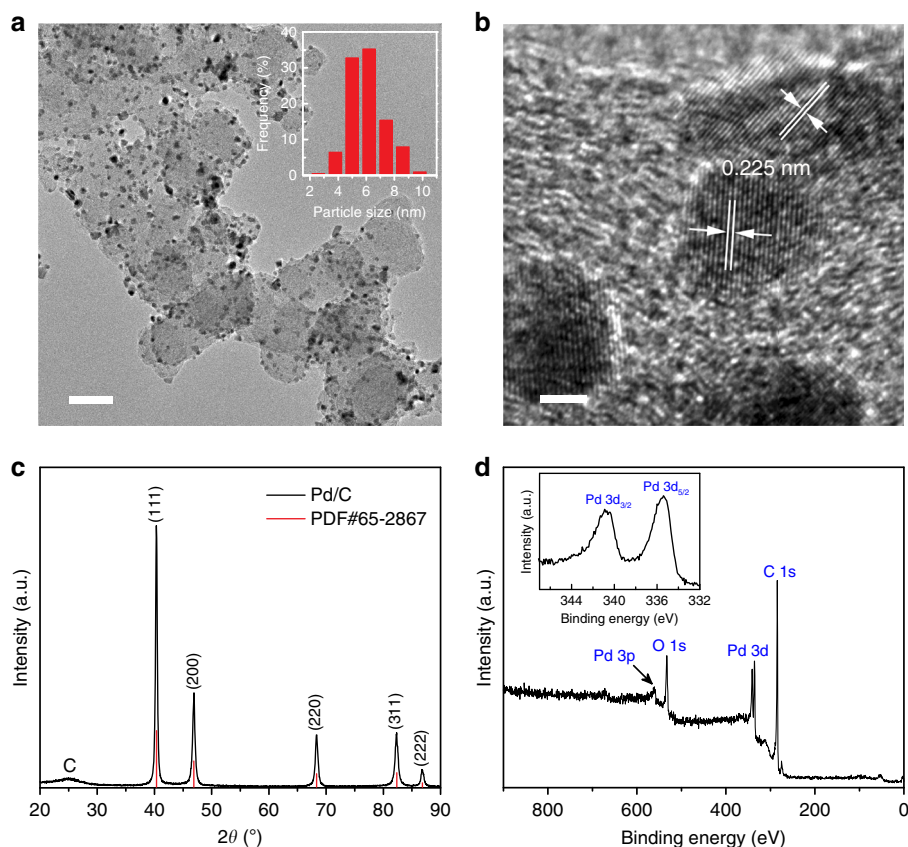 a
40
30
20
10
0
Frequency (%)
2 4 6 8 10
Particle size (nm)
b
0.225 nm
c
Intensity (a.u.)
(111)
(200)
(220)
(311)
(222)
C
Pd/C
PDF#65-2867
20 30 40 50 60 70 80 90
2θ (°)
d
Intensity (a.u.)
Intensity (a.u.)
Pd 3d3/2
Pd 3d5/2
344 340 336 332
Binding energy (eV)
C 1s
O 1s
Pd 3d
Pd 3p
800 600 400 200 0
Binding energy (eV)